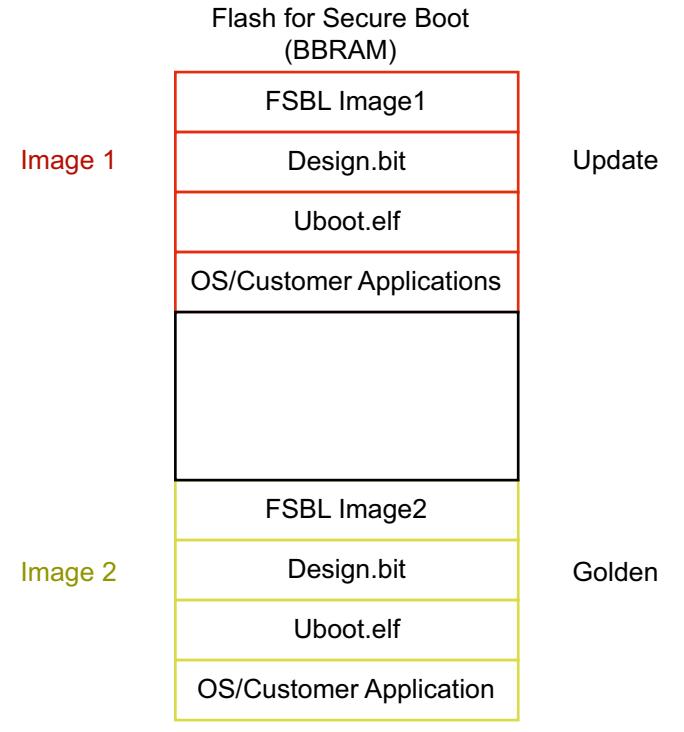 Flash for Secure Boot
(BBRAM)
FSBL Image1
Image 1
Design.bit
Update
Uboot.elf
OS/Customer Applications
FSBL Image2
Image 2
Design.bit
Golden
Uboot.elf
OS/Customer Application